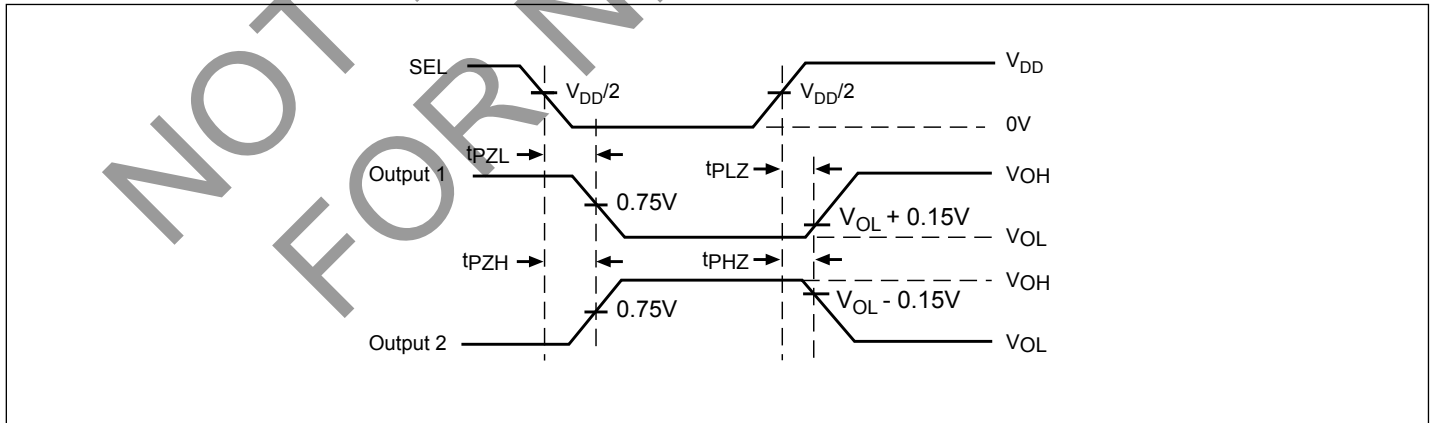 NOT
FOR N
SEL
VDD/2
VDD/2
VDD
0V
tPZL
tPLZ
Output 1
0.75V
VOL + 0.15V
VOH
VOL
tPZH
tPHZ
VOH
0.75V
VOL - 0.15V
Output 2
VOL